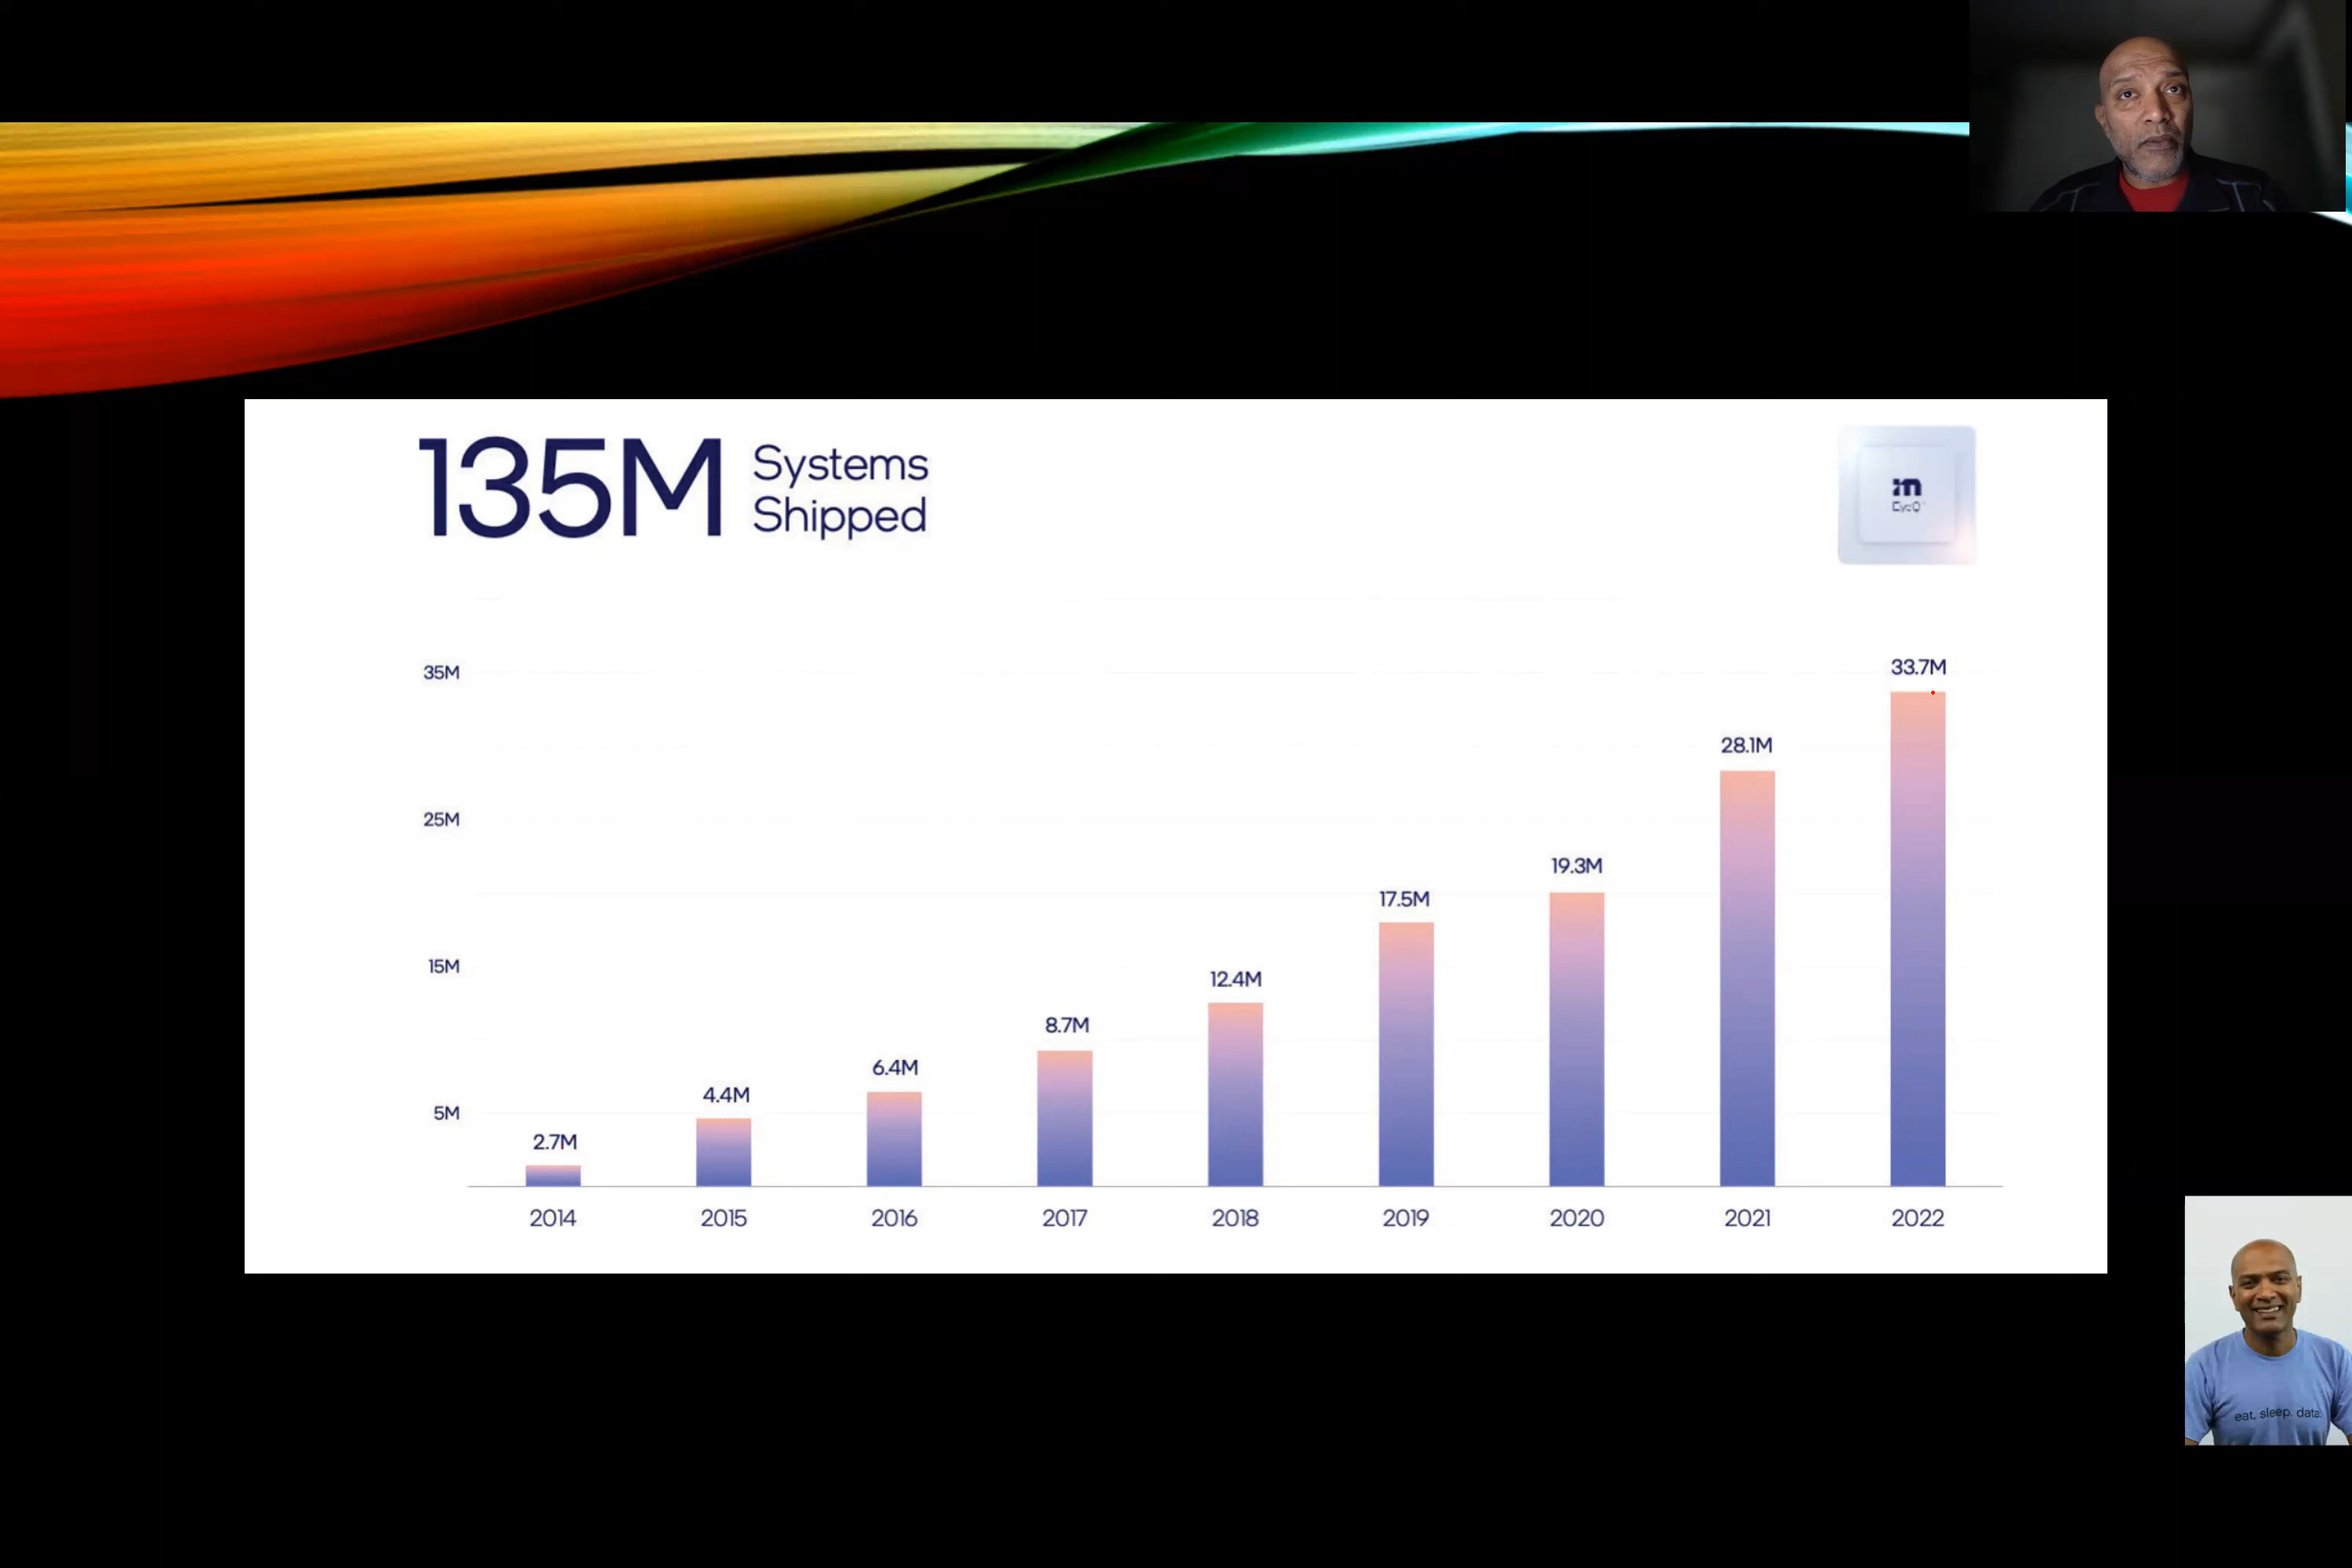 135M
Systems
Shipped
m
EyeQ™
35M
25M
15M
5M
2.7M
4.4M
6.4M
8.7M
12.4M
17.5M
19.3M
28.1M
33.7M
2014
2015
2016
2017
2018
2019
2020
2021
2022
eat. sleep. data